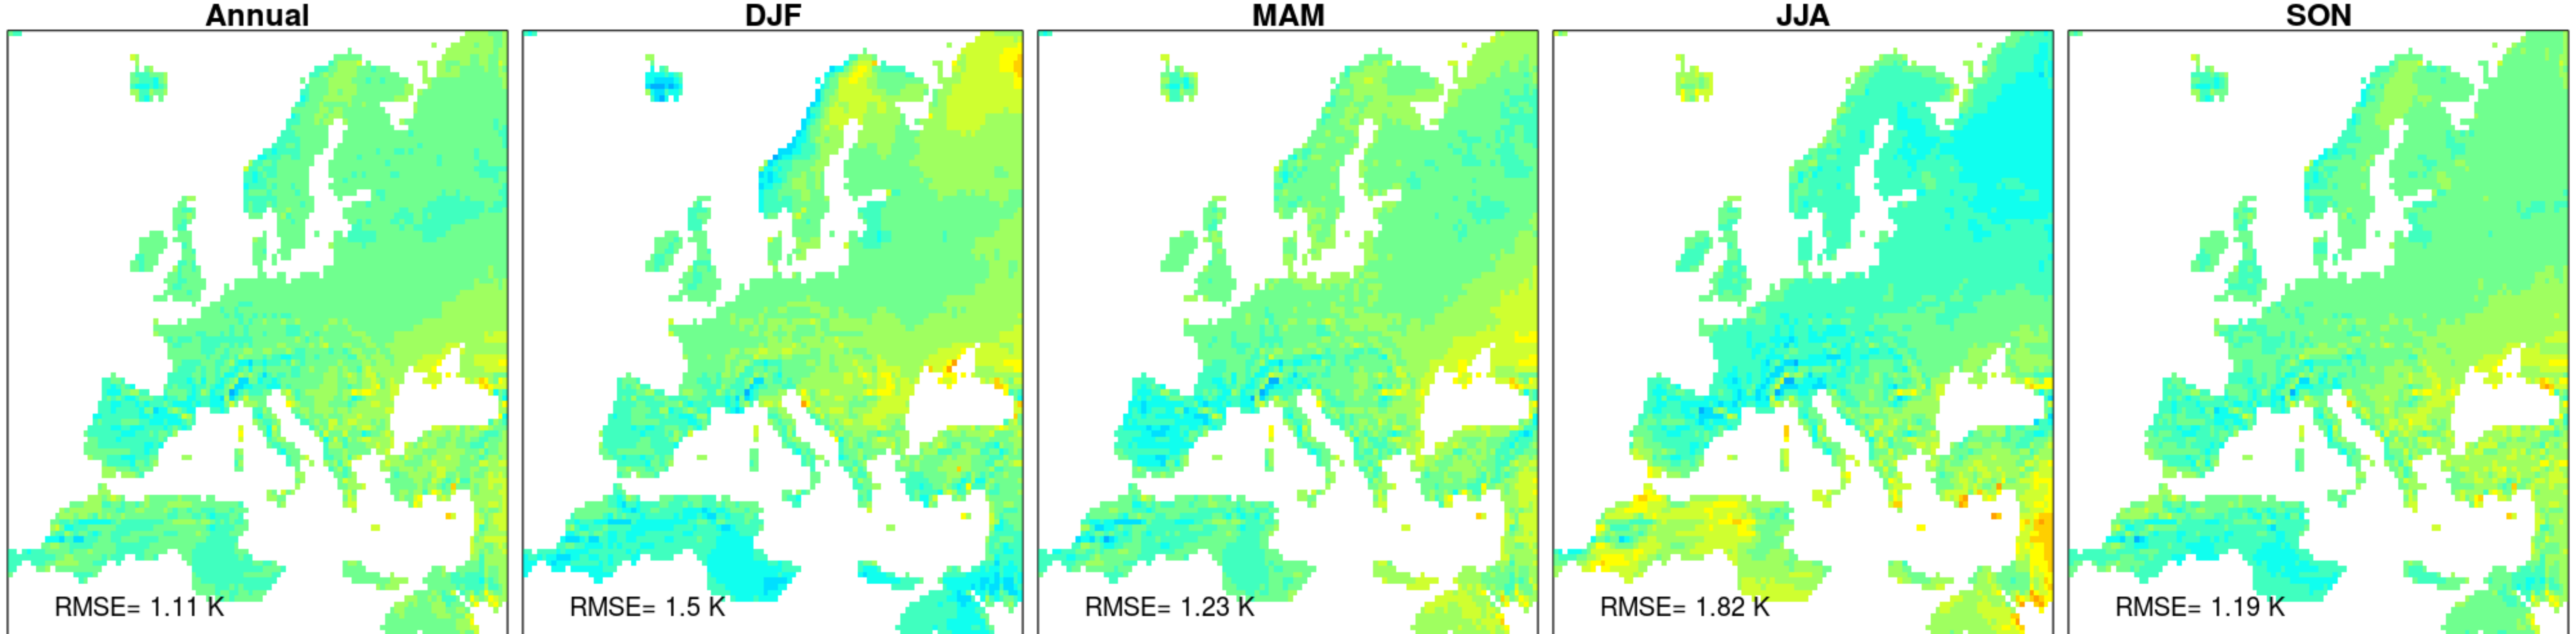 Annual DJF MAM JJA SON
RMSE= 1.11 K RMSE= 1.5 K RMSE= 1.23 K RMSE= 1.82 K RMSE= 1.19 K